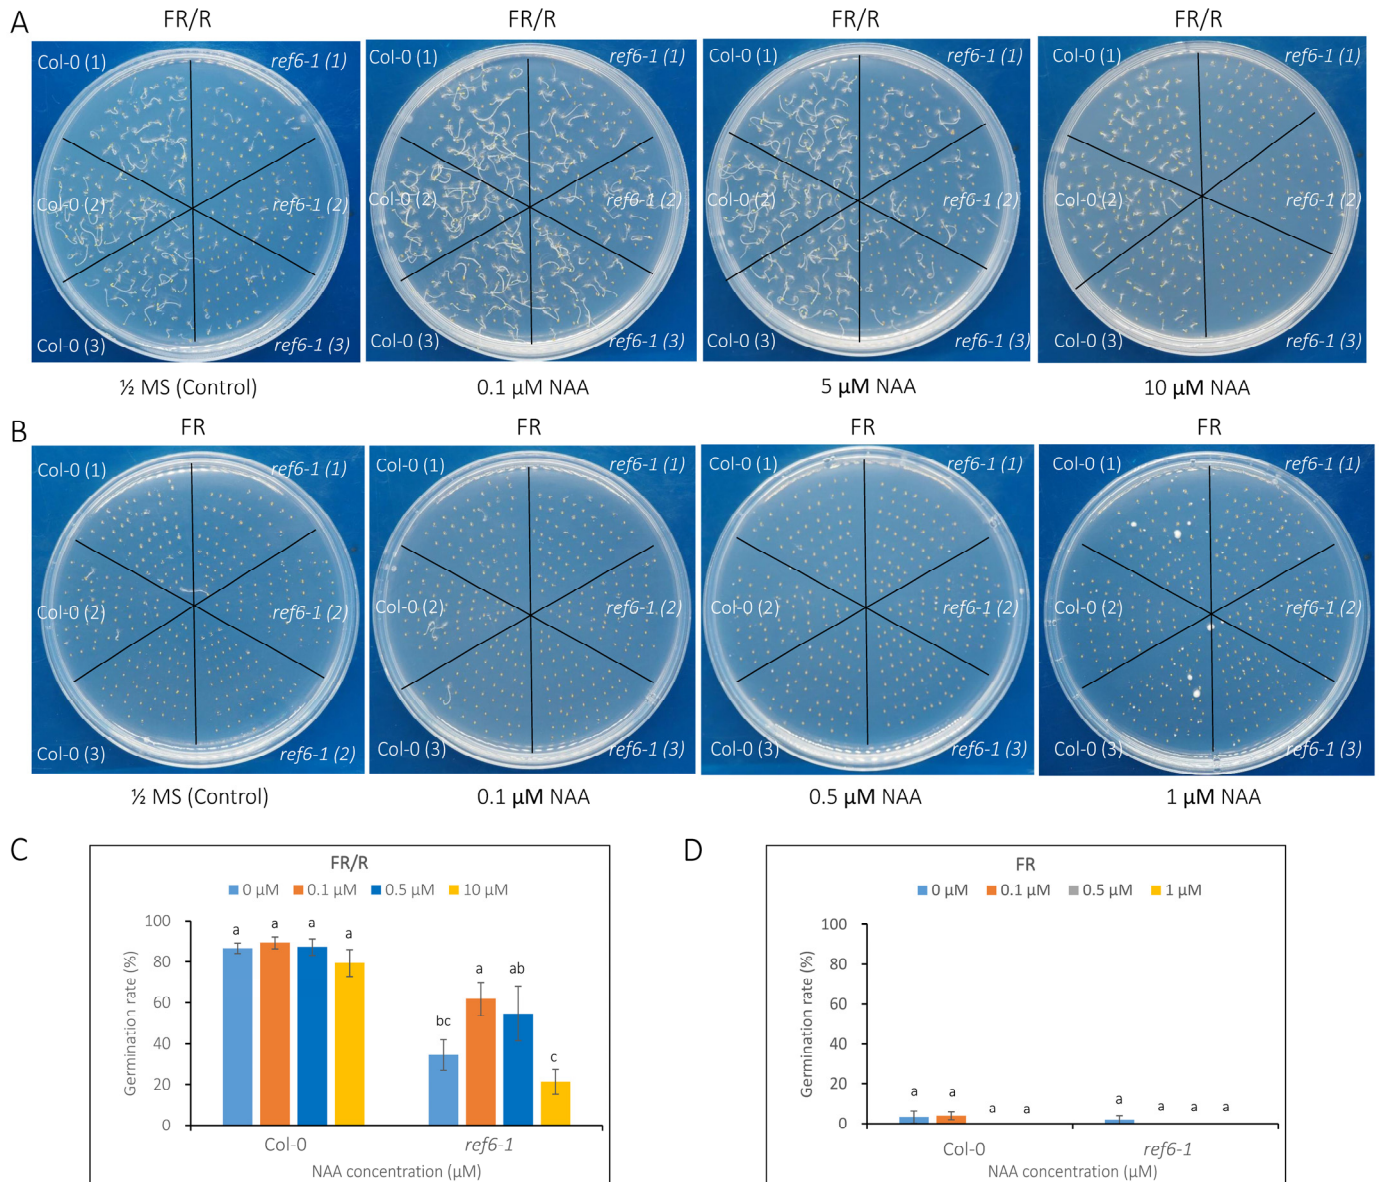 A
FR/R FR/R FR/R FR/R
Col-0 (1) ref6-1 (1) Col-0 (1) ref6-1 (1) Col-0 (1) ref6-1 (1) Col-0 (1) ref6-1 (1)
Col-0 (2) ref6-1 (2) Col-0 (2) ref6-1 (2) Col-0 (2) ref6-1 (2) Col-0 (2) ref6-1 (2)
Col-0 (3) ref6-1 (3) Col-0 (3) ref6-1 (3) Col-0 (3) ref6-1 (3) Col-0 (3) ref6-1 (3)
½ MS (Control) 0.1 µM NAA 5 µM NAA 10 µM NAA
B
FR FR FR FR
Col-0 (1) ref6-1 (1) Col-0 (1) ref6-1 (1) Col-0 (1) ref6-1 (1) Col-0 (1) ref6-1 (1)
Col-0 (2) ref6-1 (2) Col-0 (2) ref6-1 (2) Col-0 (2) ref6-1 (2) Col-0 (2) ref6-1 (2)
Col-0 (3) ref6-1 (2) Col-0 (3) ref6-1 (3) Col-0 (3) ref6-1 (3) Col-0 (3) ref6-1 (3)
½ MS (Control) 0.1 µM NAA 0.5 µM NAA 1 µM NAA
C
FR/R
0 µM 0.1 µM 0.5 µM 10 µM
Germination rate (%)
100
80
60
40
20
0
a a a a
bc a ab c
Col-0 ref6-1
NAA concentration (µM)
D
FR
0 µM 0.1 µM 0.5 µM 1 µM
Germination rate (%)
100
80
60
40
20
0
a a a a
a a a a
Col-0 ref6-1
NAA concentration (µM)